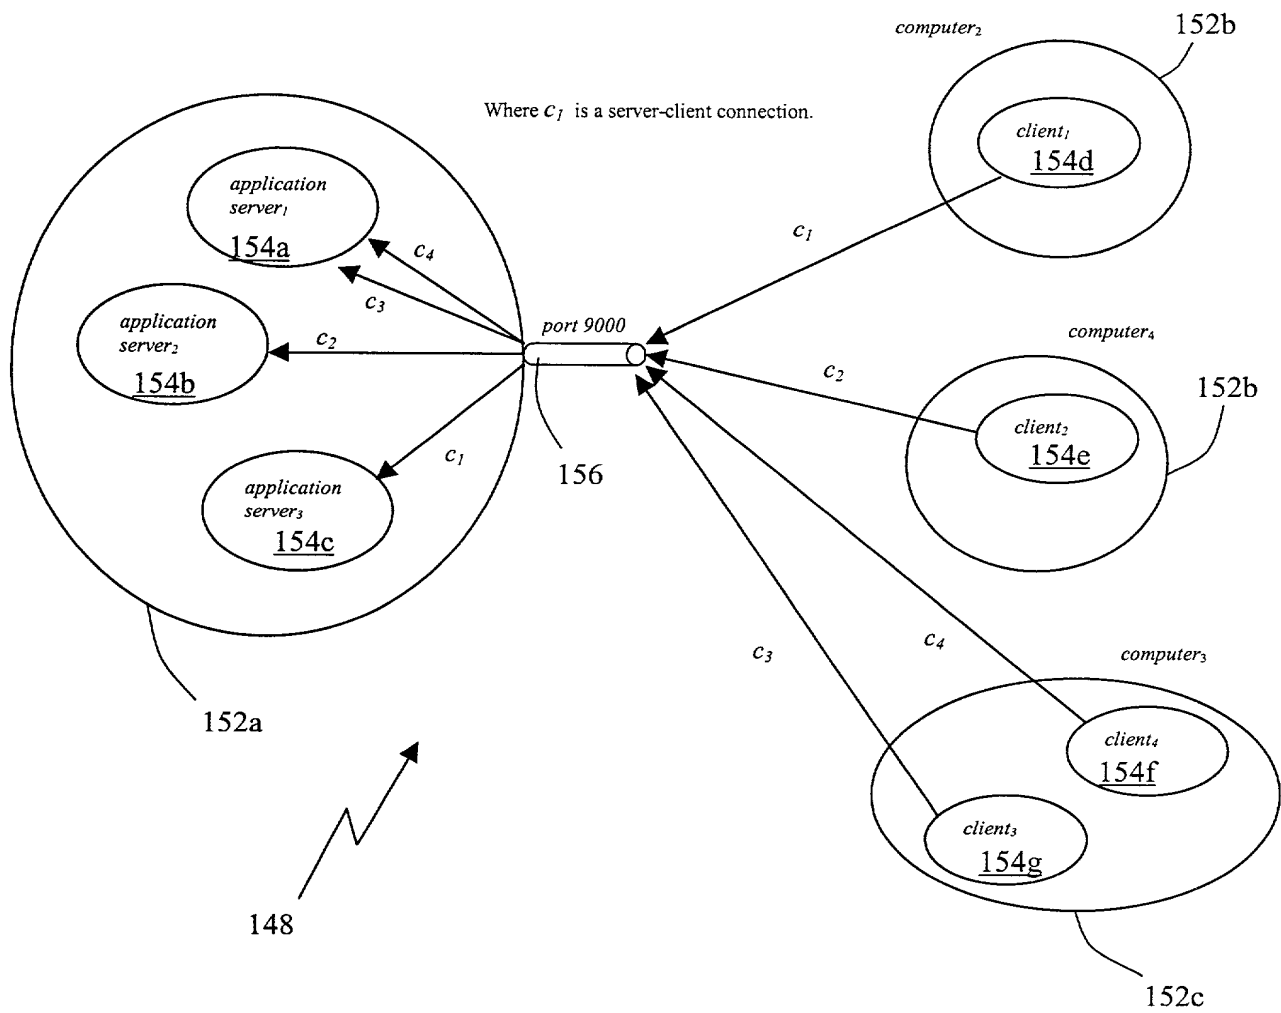 computer₂
152b
Where c₁ is a server-client connection.
client₁
154d
application
server₁
154a
c₄
c₃
c₁
application
server₂
154b
c₂
port 9000
computer₄
c₂
152b
client₂
154e
c₁
156
application
server₃
154c
c₃
c₄
computer₃
152a
client₄
154f
client₃
154g
148
152c